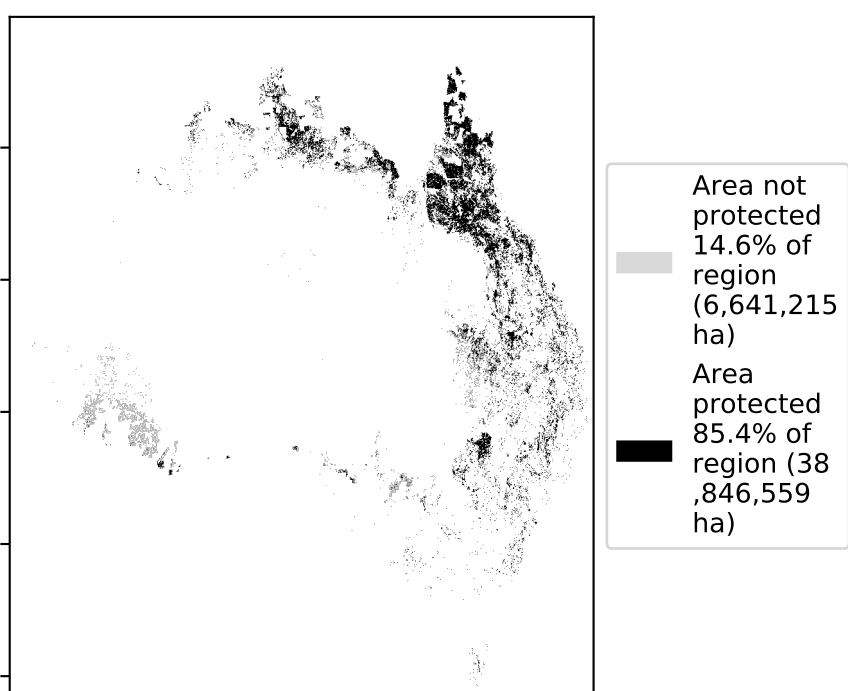 Area not
protected
14.6% of
region
(6,641,215
ha)
Area
protected
85.4% of
region (38
,846,559
ha)